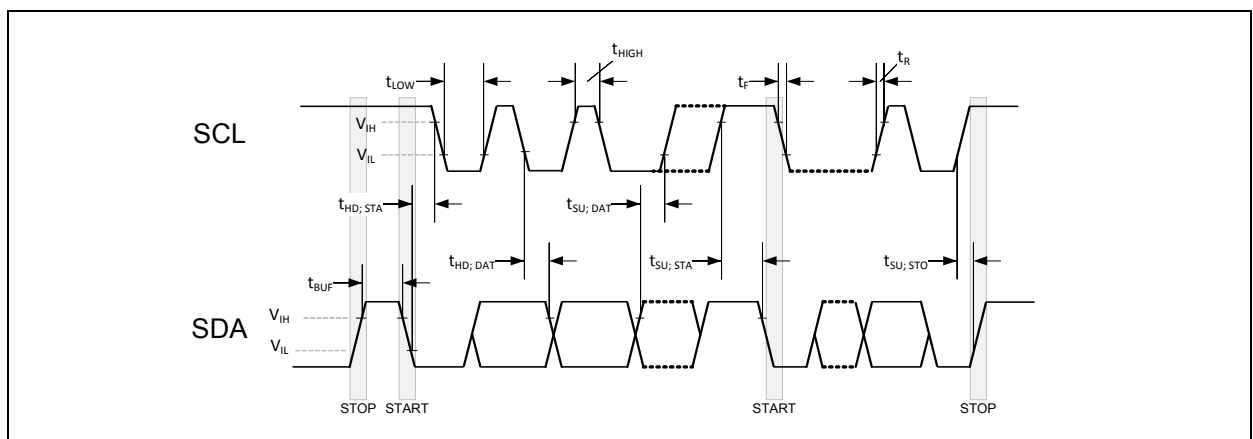 tHIGH
tR
tLOW
tF
SCL
VIH
VIL
tHD; STA
tSU; DAT
tHD; DAT
tSU; STA
tSU; STO
tBUF
VIH
SDA
VIL
STOP START START STOP